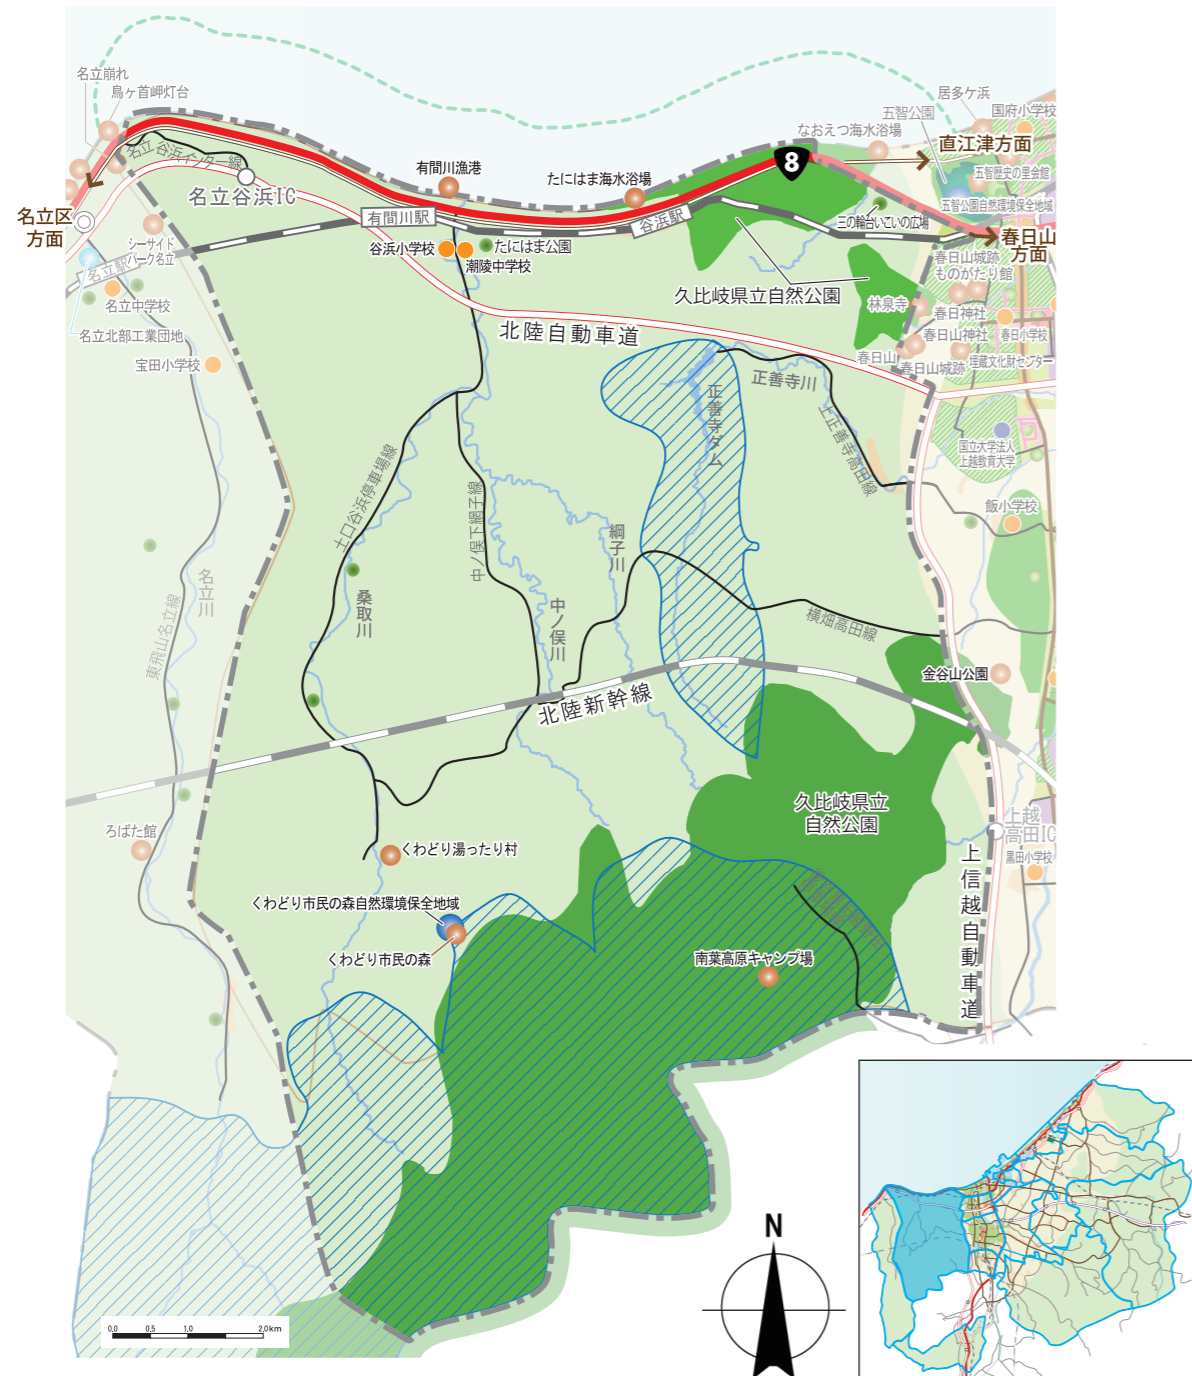 名立崩れ
鳥ヶ首岬灯台
名立谷浜インター線
名立谷浜IC
名立区
方面
シーサイド
パーク名立
名立駅
名立中学校
名立北部工業団地
宝田小学校
有間川漁港
たにはま海水浴場
有間川駅
谷浜駅
谷浜小学校
潮陵中学校
たにはま公園
北陸自動車道
久比岐県立自然公園
8
なおえつ海水浴場
五智公園
居多ケ浜
国府小学校
直江津方面
五智歴史の里会館
五智公園自然環境保全地域
三の輪台いこいの広場
春日山
方面
春日山城跡
ものがたり館
林泉寺
春日神社
春日山神社
春日小学校
春日山
春日山城跡
埋蔵文化財センター
正善寺ダム
正善寺川
上正善寺高田線
国立大学法人
上越教育大学
飯小学校
土口谷浜停車場線
中ノ俣下綱子線
綱子川
桑取川
中ノ俣川
名立川
東飛山名立線
横畑高田線
金谷山公園
北陸新幹線
久比岐県立
自然公園
上越
高田IC
黒田小学校
上信越自動車道
ろばた館
くわどり湯ったり村
くわどり市民の森自然環境保全地域
くわどり市民の森
南葉高原キャンプ場
0.0 0.5 1.0 2.0km
N